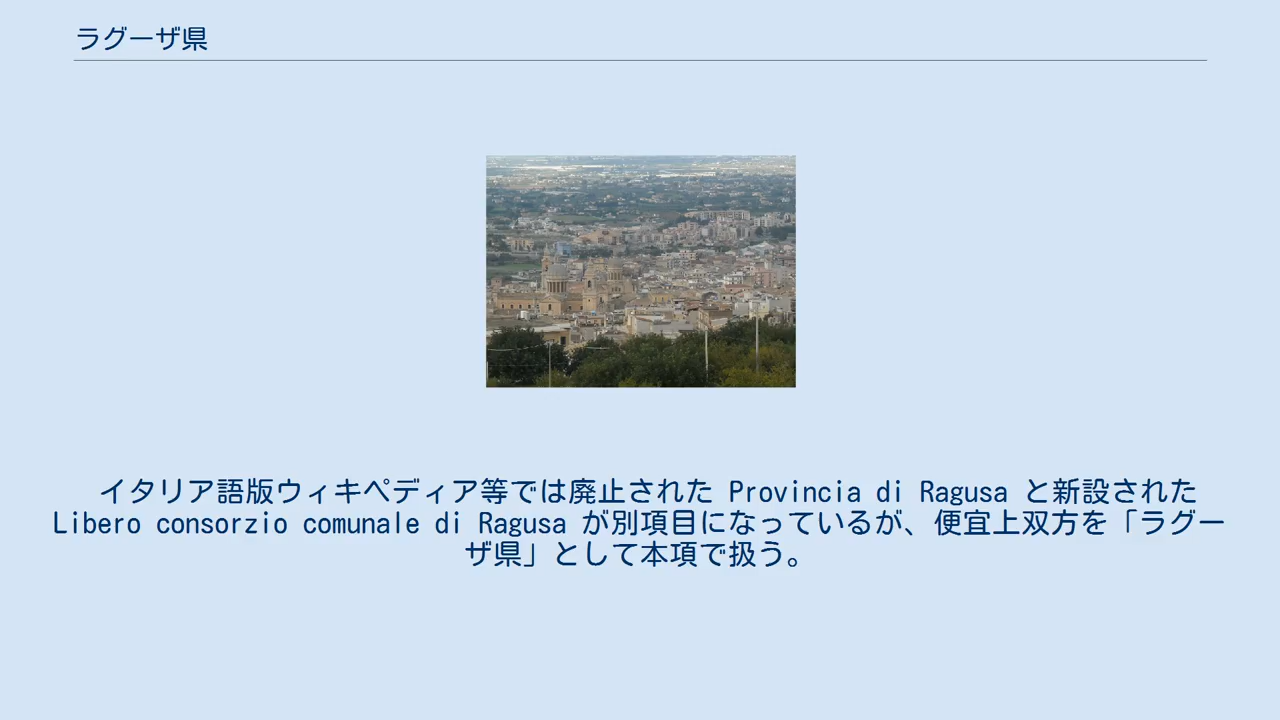 ラグーザ県
イタリア語版ウィキペディア等では廃止された Provincia di Ragusa と新設された
Libero consorzio comunale di Ragusa が別項目になっているが、便宜上双方を「ラグー
ザ県」として本項で扱う。